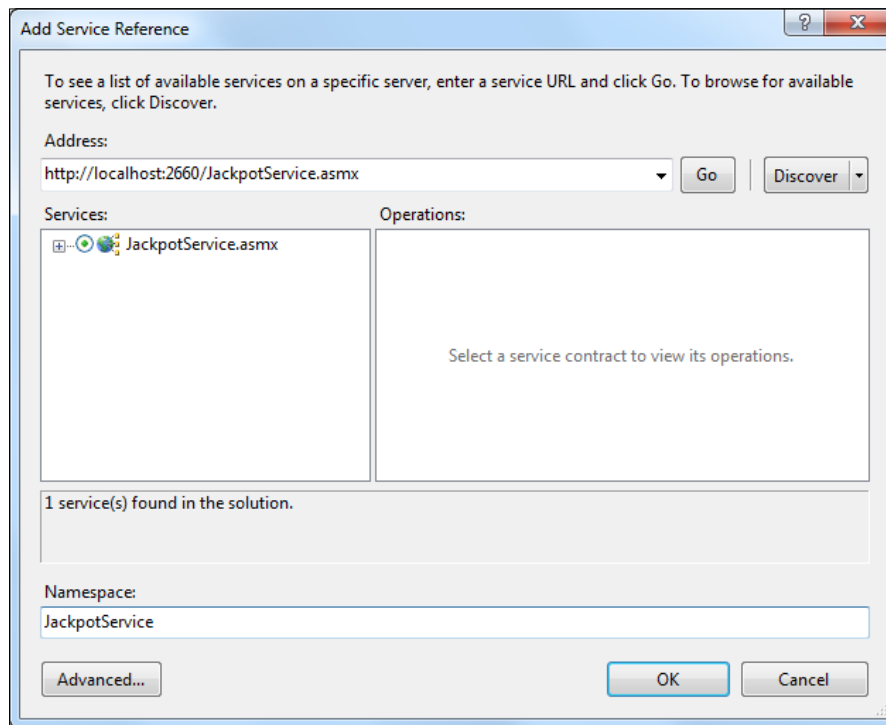 Add Service Reference
To see a list of available services on a specific server, enter a service URL and click Go. To browse for available
services, click Discover.
Address:
http://localhost:2660/JackpotService.asmx
Go
Discover
Services:
Operations:
JackpotService.asmx
Select a service contract to view its operations.
1 service(s) found in the solution.
Namespace:
JackpotService
Advanced...
OK
Cancel